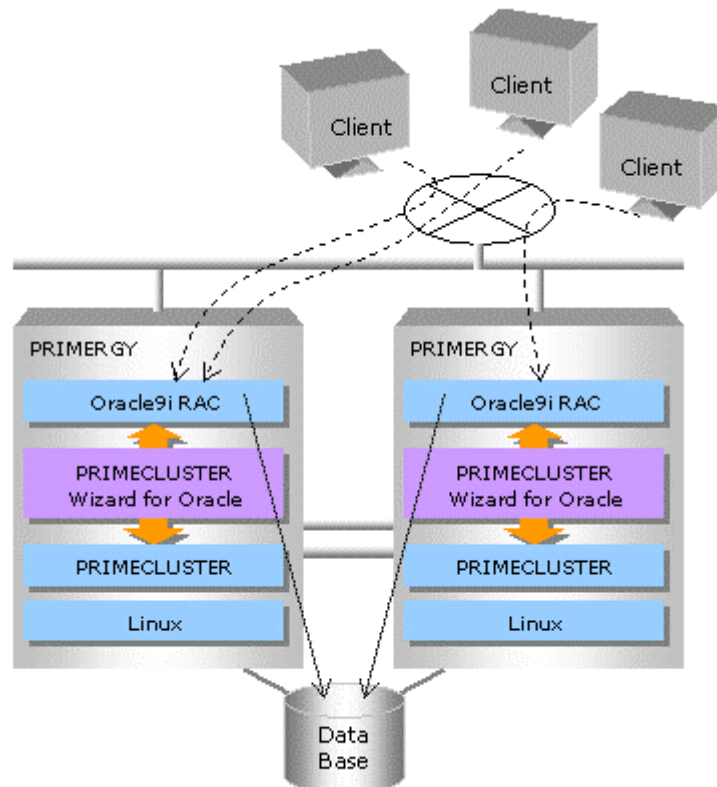 Client
Client
Client
PRIMERGY
Oracle9i RAC
PRIMECLUSTER
Wizard for Oracle
PRIMECLUSTER
Linux
PRIMERGY
Oracle9i RAC
PRIMECLUSTER
Wizard for Oracle
PRIMECLUSTER
Linux
Data
Base